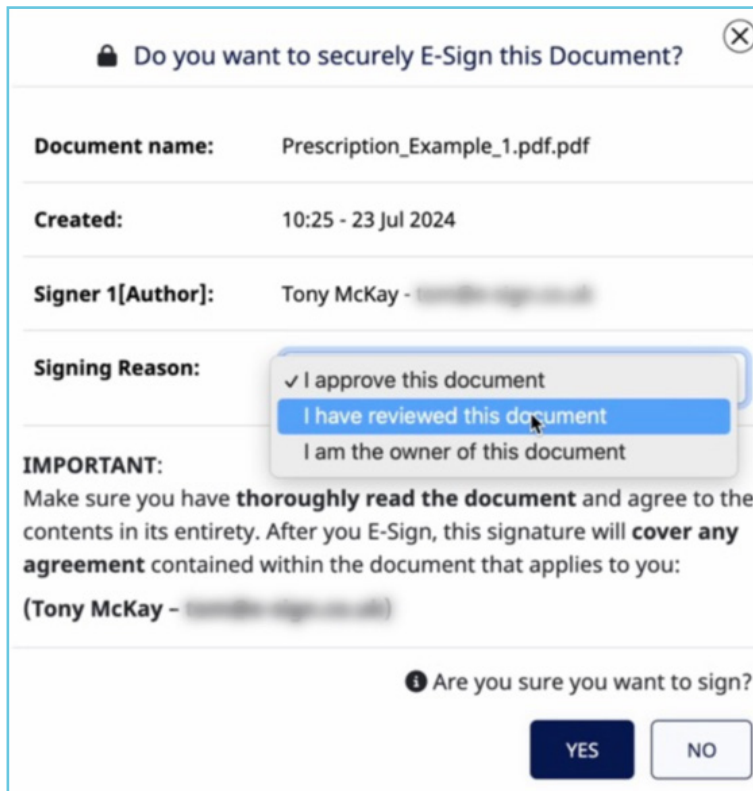 Do you want to securely E-Sign this Document?
Document name: Prescription_Example_1.pdf.pdf
Created: 10:25 - 23 Jul 2024
Signer 1[Author]: Tony McKay -
Signing Reason:
✓ I approve this document
I have reviewed this document
I am the owner of this document
IMPORTANT:
Make sure you have thoroughly read the document and agree to the
contents in its entirety. After you E-Sign, this signature will cover any
agreement contained within the document that applies to you:
(Tony McKay –
Are you sure you want to sign?
YES NO